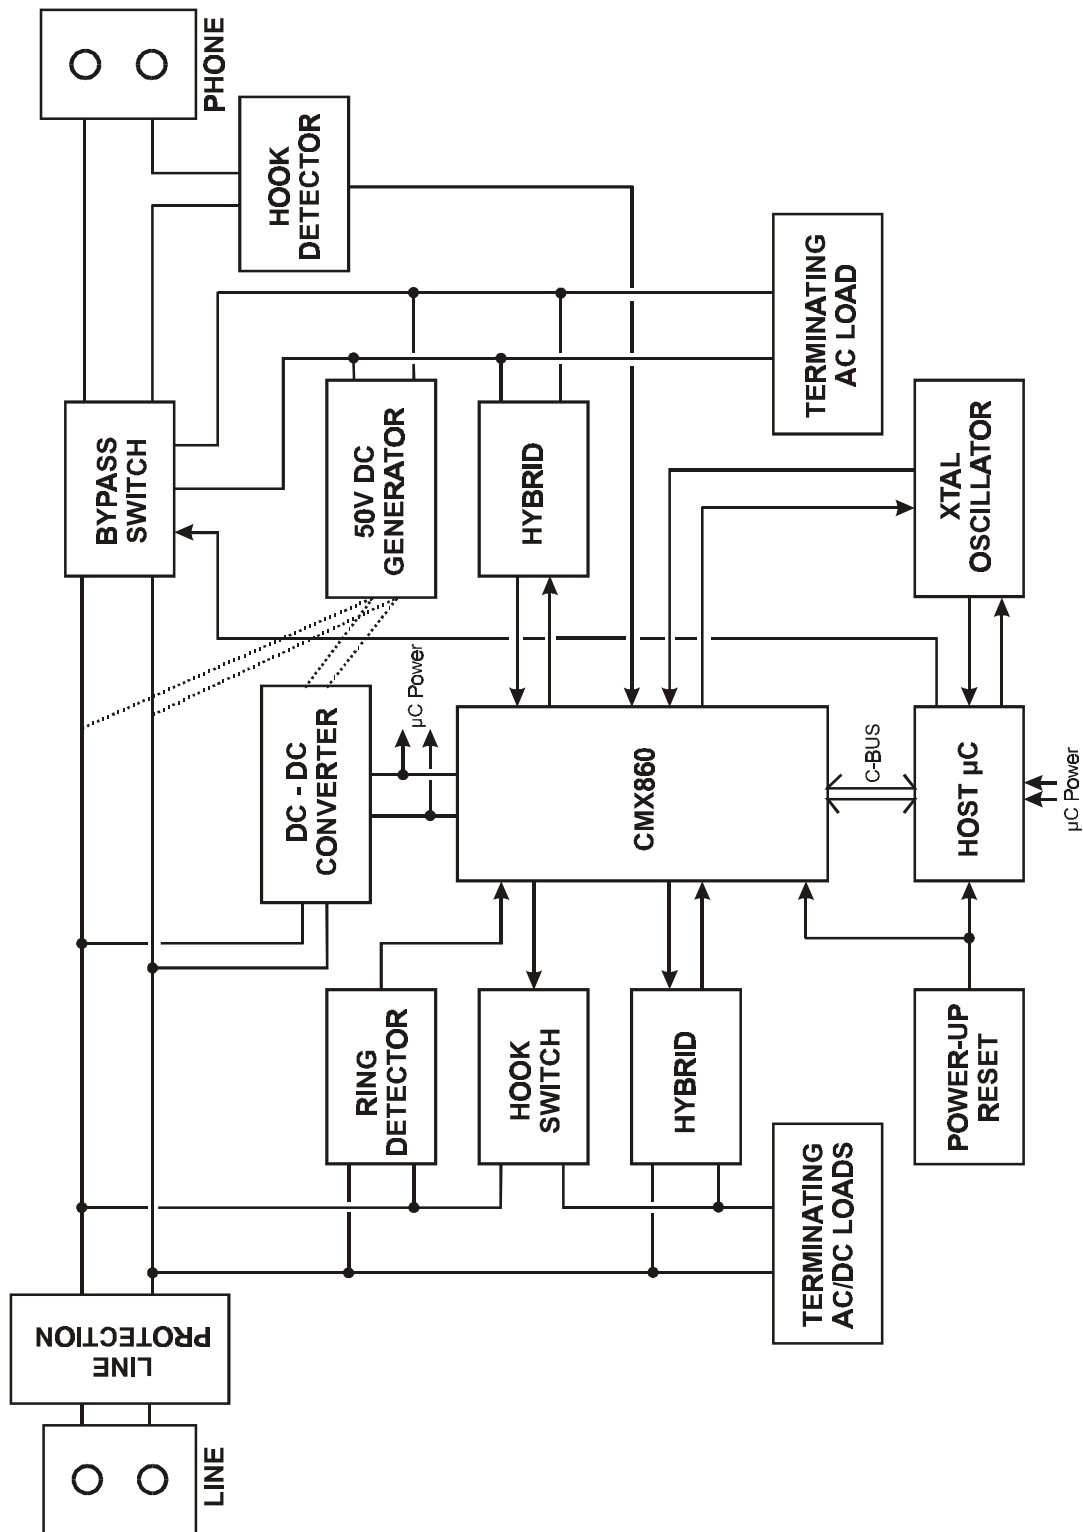 LINE
LINE
PROTECTION
BYPASS
SWITCH
PHONE
HOOK
DETECTOR
DC - DC
CONVERTER
50V DC
GENERATOR
µC Power
RING
DETECTOR
HOOK
SWITCH
HYBRID
CMX860
HYBRID
TERMINATING
AC/DC LOADS
TERMINATING
AC LOAD
C-BUS
POWER-UP
RESET
HOST µC
XTAL
OSCILLATOR
µC Power